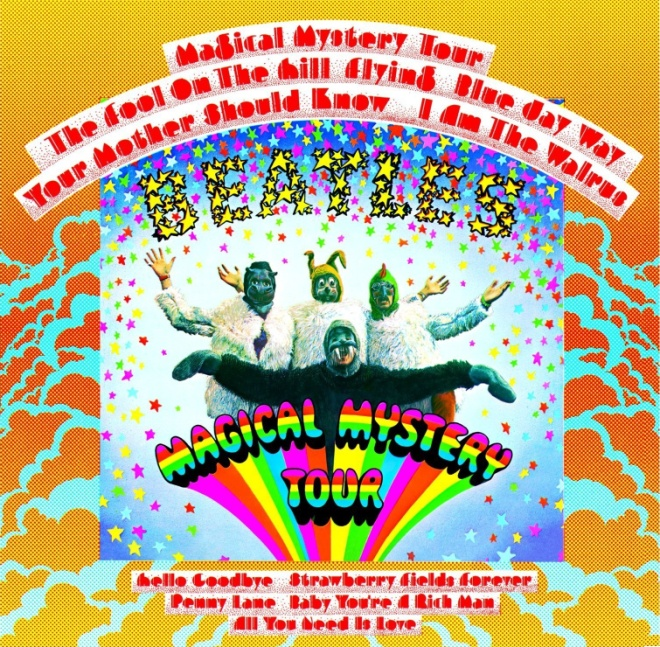 Magical Mystery Tour
The Fool On The Hill Flying Blue Jay Way
Your Mother Should Know I Am The Walrus
BEATLES
MAGICAL MYSTERY
TOUR
Hello Goodbye Strawberry Fields Forever
Penny Lane Baby You're A Rich Man
All You Need Is Love